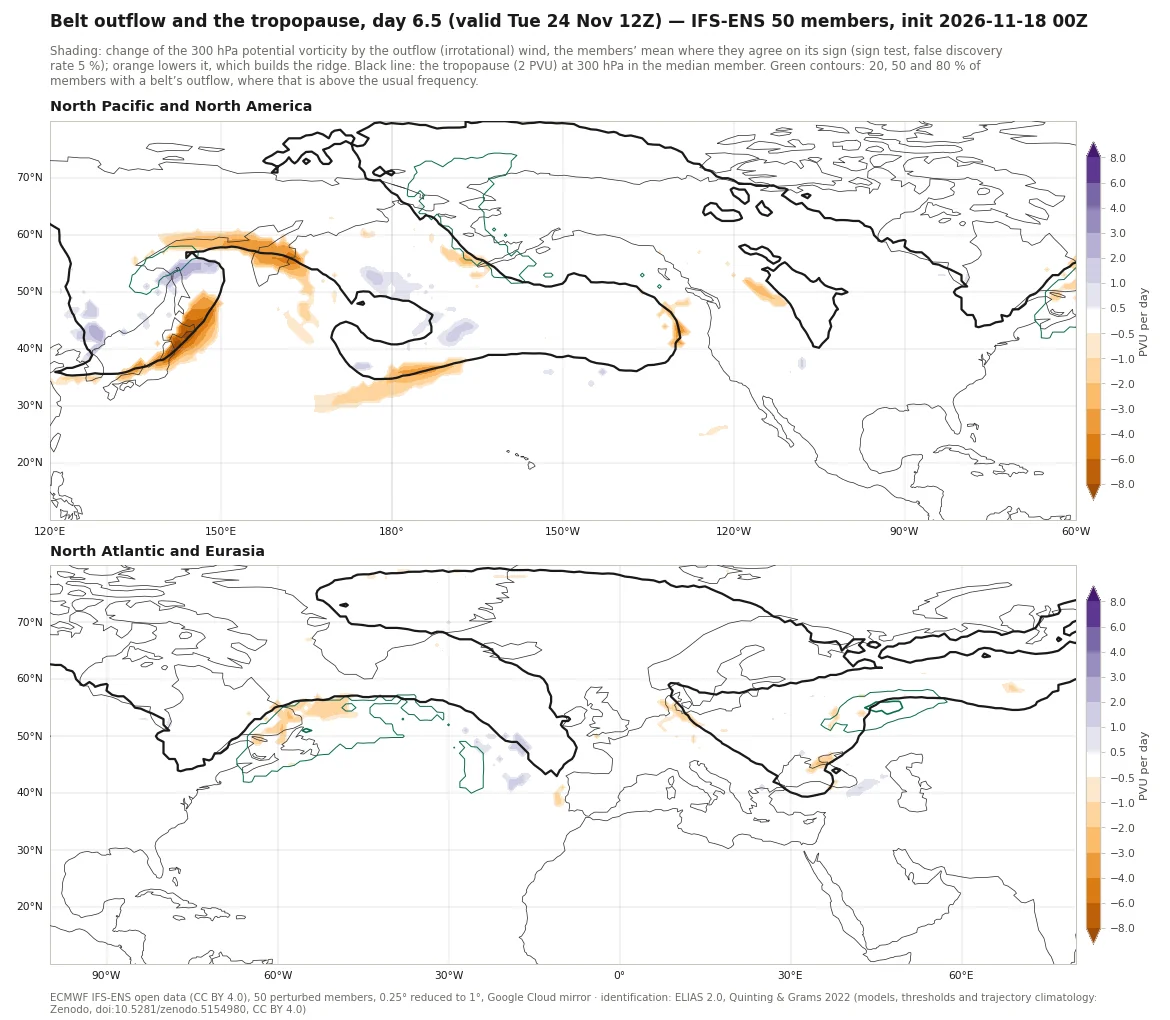 Belt outflow and the tropopause, day 6.5 (valid Tue 24 Nov 12Z) — IFS-ENS 50 members, init 2026-11-18 00Z
Shading: change of the 300 hPa potential vorticity by the outflow (irrotational) wind, the members’ mean where they agree on its sign (sign test, false discovery
rate 5 %); orange lowers it, which builds the ridge. Black line: the tropopause (2 PVU) at 300 hPa in the median member. Green contours: 20, 50 and 80 % of
members with a belt’s outflow, where that is above the usual frequency.
North Pacific and North America
70°N
60°N
50°N
40°N
30°N
20°N
120°E 150°E 180° 150°W 120°W 90°W 60°W
8.0
6.0
4.0
3.0
2.0
1.0
0.5
−0.5
−1.0
−2.0
−3.0
−4.0
−6.0
−8.0
PVU per day
North Atlantic and Eurasia
70°N
60°N
50°N
40°N
30°N
20°N
90°W 60°W 30°W 0° 30°E 60°E
8.0
6.0
4.0
3.0
2.0
1.0
0.5
−0.5
−1.0
−2.0
−3.0
−4.0
−6.0
−8.0
PVU per day
ECMWF IFS-ENS open data (CC BY 4.0), 50 perturbed members, 0.25° reduced to 1°, Google Cloud mirror · identification: ELIAS 2.0, Quinting & Grams 2022 (models, thresholds and trajectory climatology:
Zenodo, doi:10.5281/zenodo.5154980, CC BY 4.0)